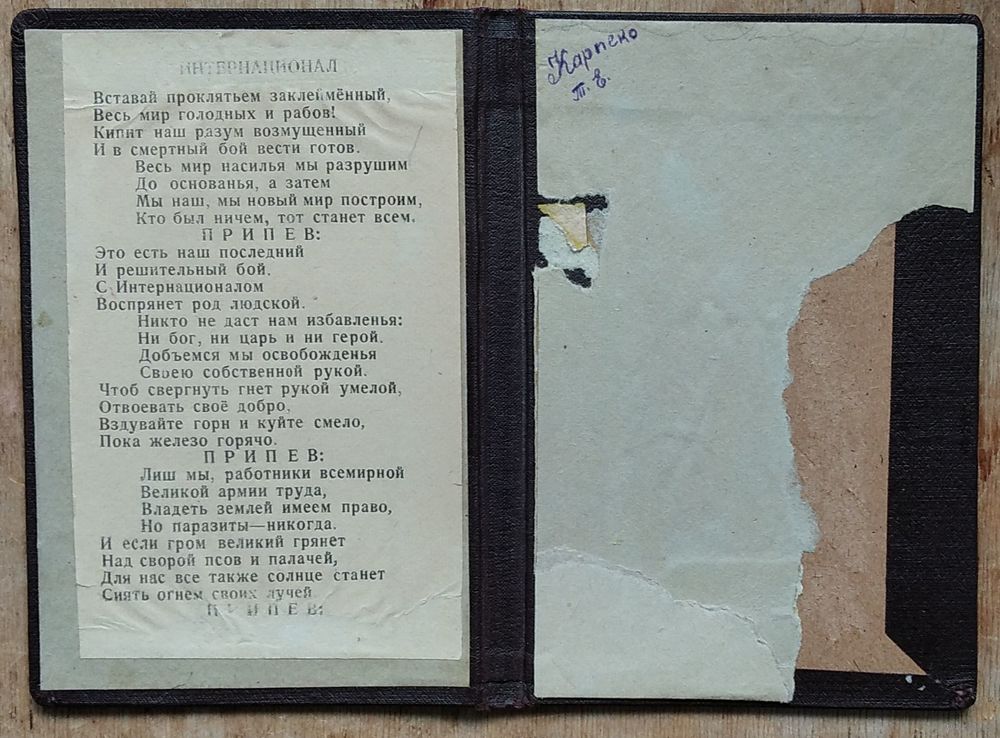 ИНТЕРНАЦИОНАЛ
Вставай проклятьем заклеймённый,
Весь мир голодных и рабов!
Кипит наш разум возмущенный
И в смертный бой вести готов.
Весь мир насилья мы разрушим
До основанья, а затем
Мы наш, мы новый мир построим,
Кто был ничем, тот станет всем.
ПРИПЕВ:
Это есть наш последний
И решительный бой.
С Интернационалом
Воспрянет род людской.
Никто не даст нам избавленья:
Ни бог, ни царь и ни герой.
Добъемся мы освобожденья
Своею собственной рукой.
Чтоб свергнуть гнет рукой умелой,
Отвоевать своё добро,
Вздувайте горн и куйте смело,
Пока железо горячо.
ПРИПЕВ:
Лиш мы, работники всемирной
Великой армии труда,
Владеть землей имеем право,
Но паразиты—никогда.
И если гром великий грянет
Над сворой псов и палачей,
Для нас все также солнце станет
Сиять огнем своих лучей
ПРИПЕВ:
Карпеко
Т. Е.